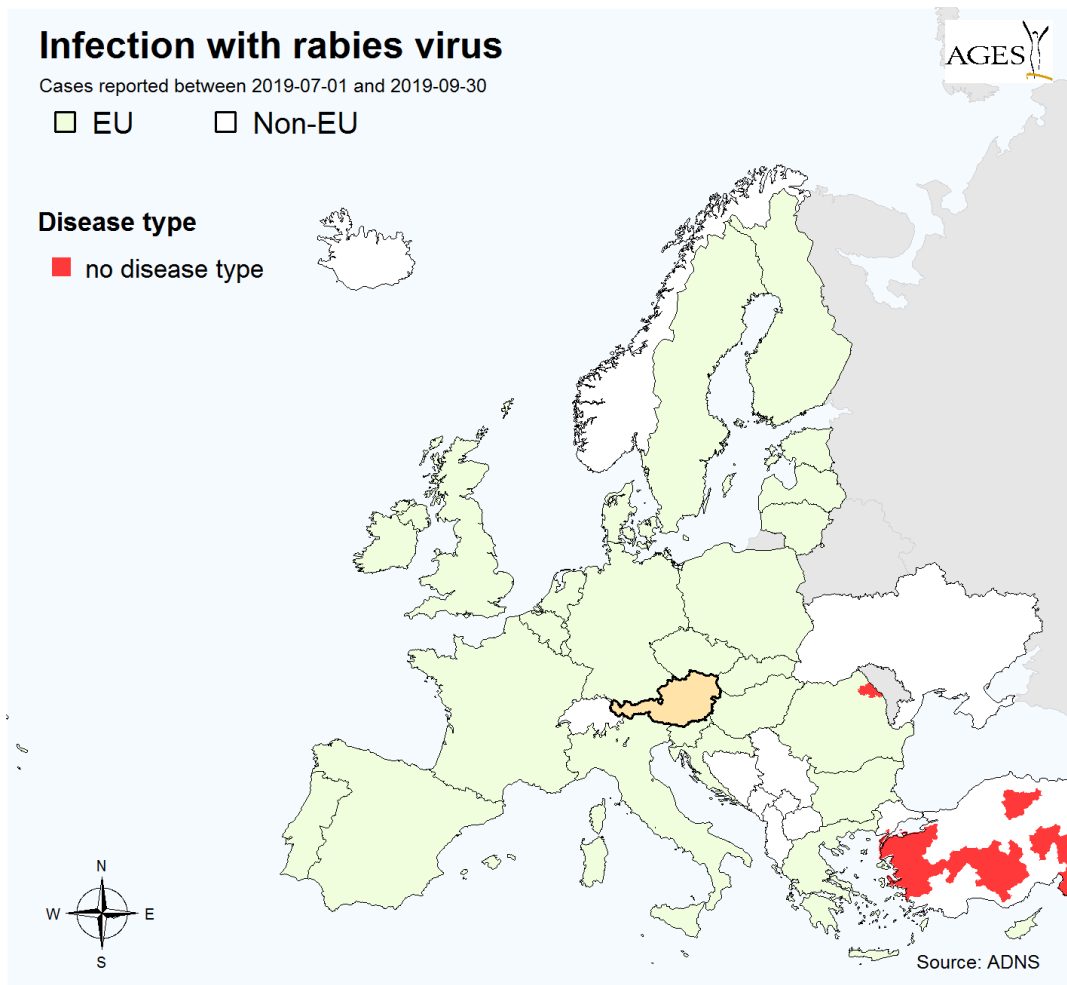 Infection with rabies virus
Cases reported between 2019-07-01 and 2019-09-30
EU Non-EU
AGES
Disease type
no disease type
N
W E
S
Source: ADNS